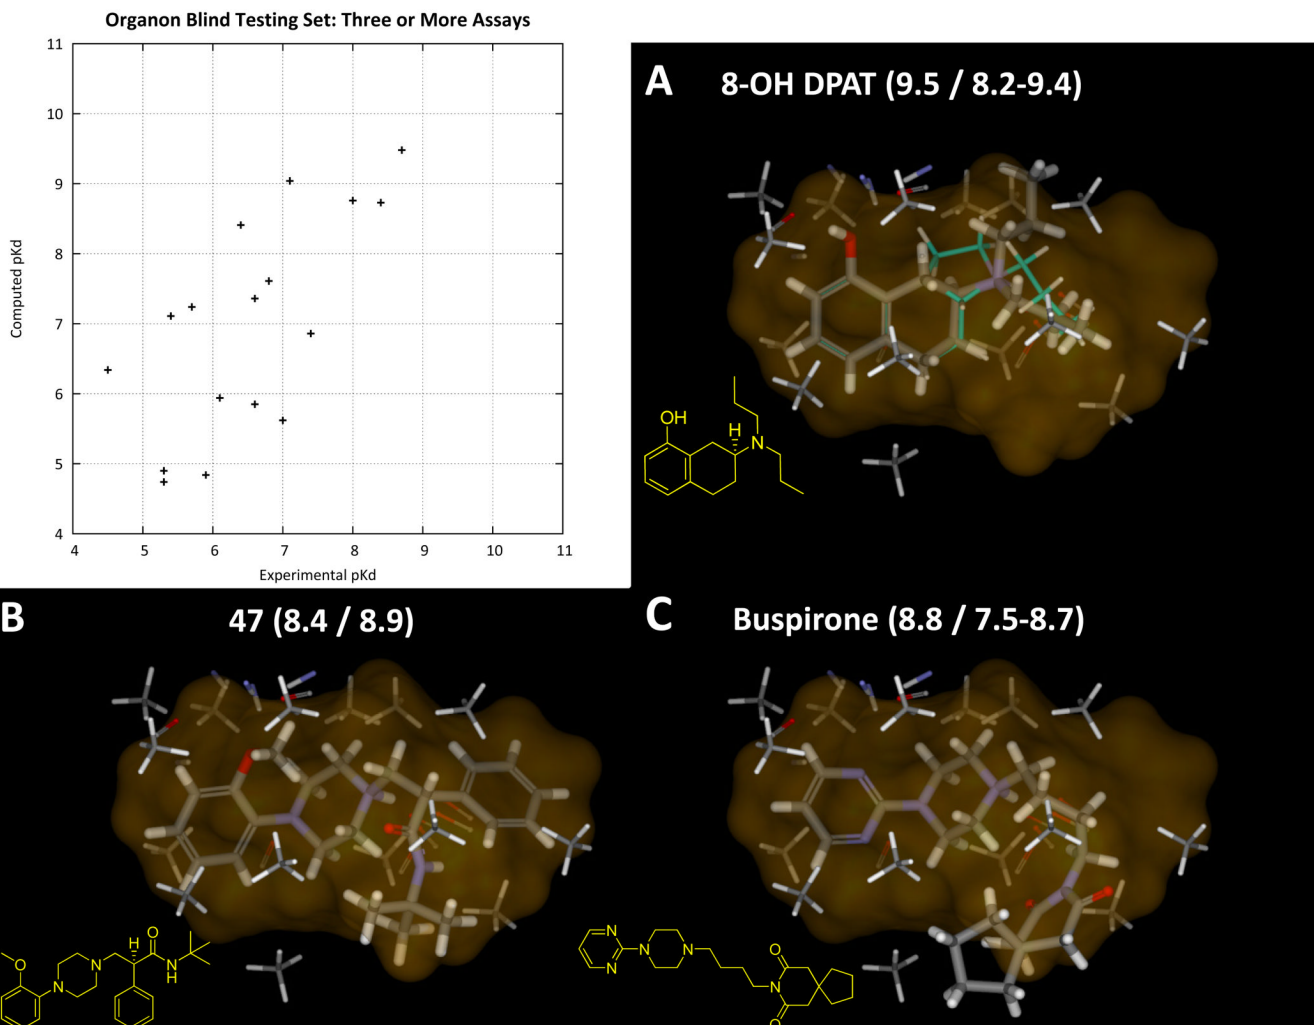 Organon Blind Testing Set: Three or More Assays
11
10
9
8
7
6
5
4
Computed pKd
4 5 6 7 8 9 10 11
Experimental pKd
A 8-OH DPAT (9.5 / 8.2-9.4)
OH
H
N
B 47 (8.4 / 8.9)
O
N
N
H
O
N
H
C Buspirone (8.8 / 7.5-8.7)
N
N
N
N
O
N
O